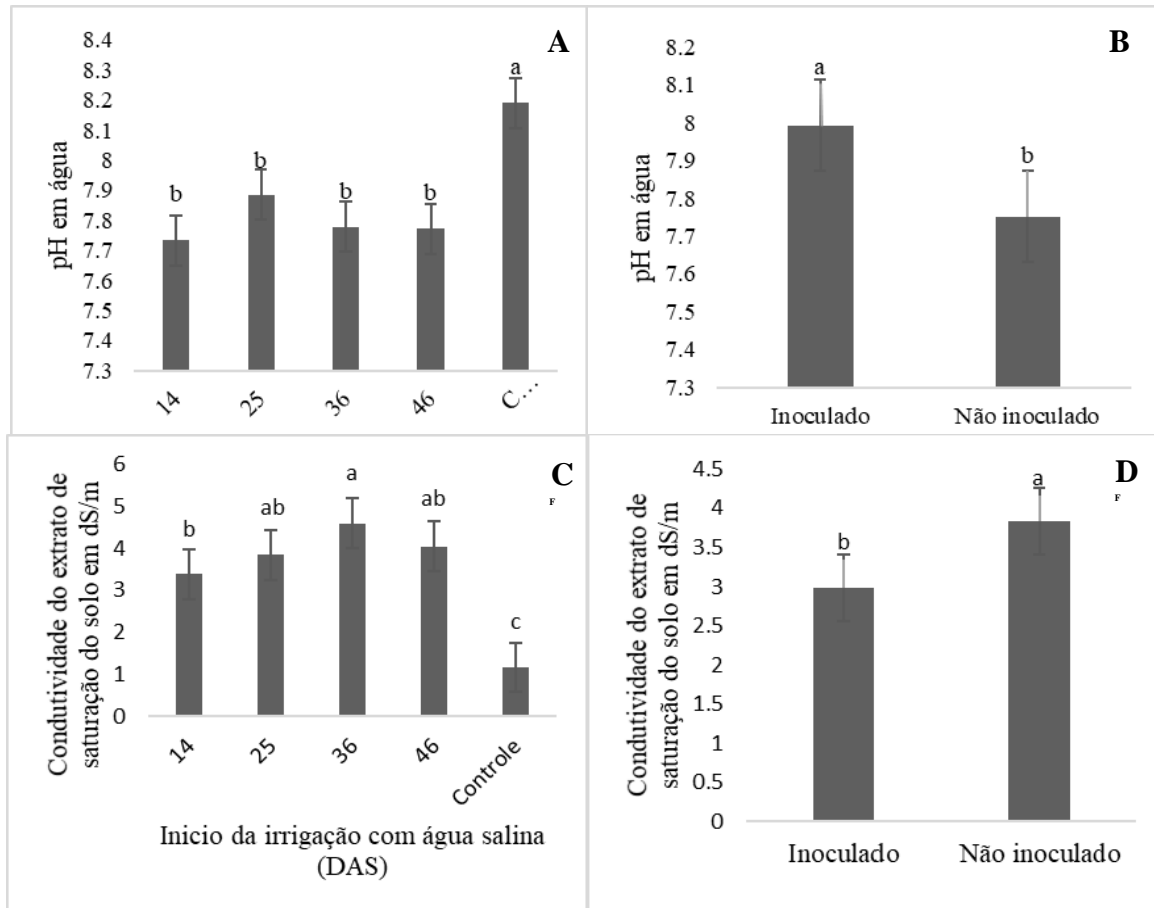 A
pH em água
8.4
8.3
8.2
8.1
8
7.9
7.8
7.7
7.6
7.5
7.4
7.3
b
b
b
b
a
14
25
36
46
C...
B
pH em água
8.2
8.1
8
7.9
7.8
7.7
7.6
7.5
7.4
7.3
a
b
Inoculado
Não inoculado
C
F
Condutividade do extrato de
saturação do solo em dS/m
6
5
4
3
2
1
0
b
ab
a
ab
c
14
25
36
46
Controle
Inicio da irrigação com água salina
(DAS)
D
F
Condutividade do extrato de
saturação do solo em dS/m
4.5
4
3.5
3
2.5
2
1.5
1
0.5
0
b
a
Inoculado
Não inoculado